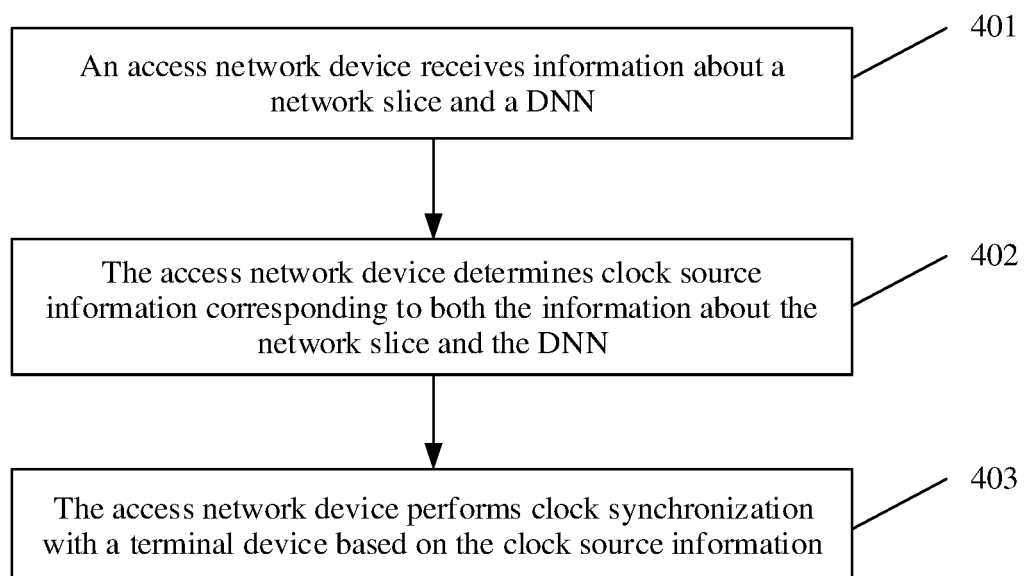 401
An access network device receives information about a
network slice and a DNN
402
The access network device determines clock source
information corresponding to both the information about the
network slice and the DNN
403
The access network device performs clock synchronization
with a terminal device based on the clock source information